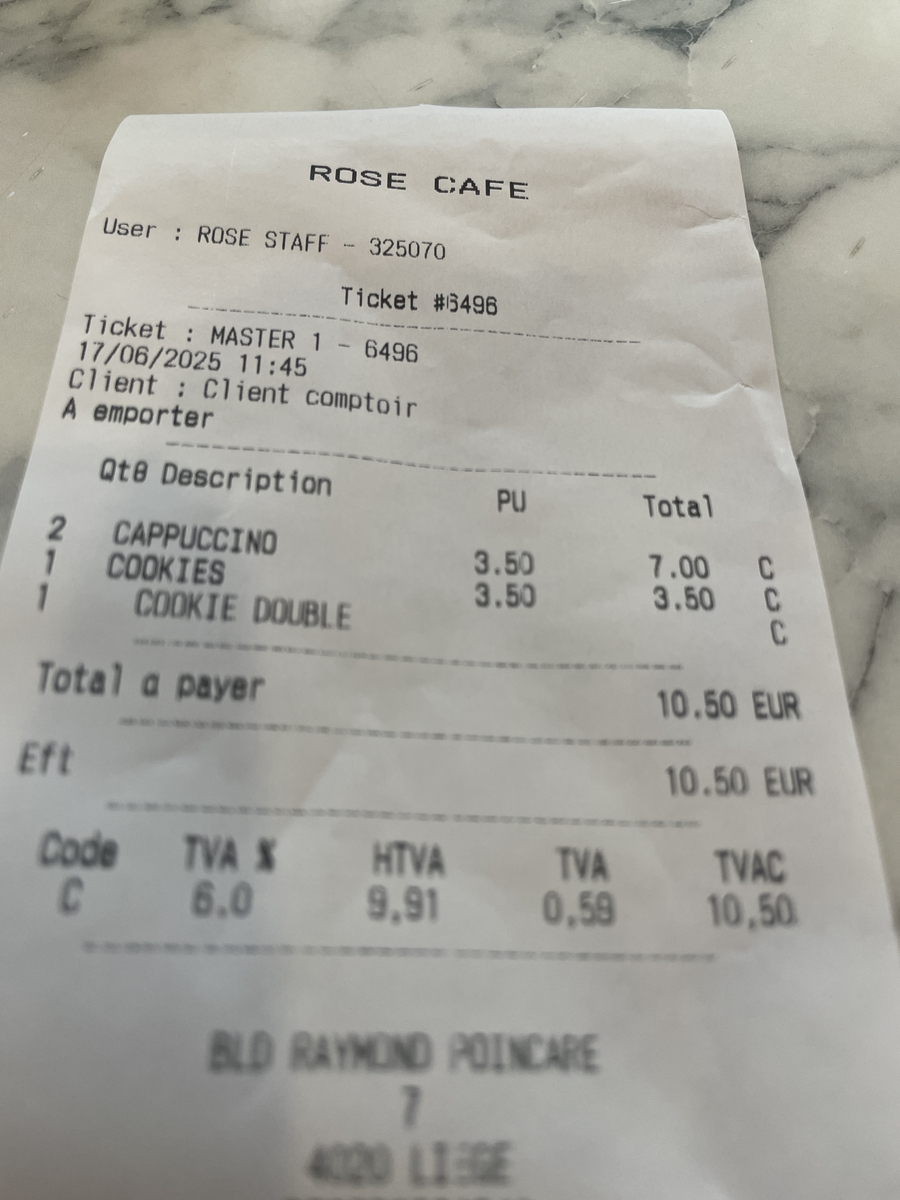 ROSE CAFE
User : ROSE STAFF - 325070
Ticket #6496
Ticket : MASTER 1 - 6496
17/06/2025 11:45
Client : Client comptoir
A emporter
Qté Description PU Total
2 CAPPUCCINO 3.50 7.00 C
1 COOKIES 3.50 3.50 C
1 COOKIE DOUBLE C
Total a payer 10.50 EUR
Eft 10.50 EUR
Code TVA % HTVA TVA TVAC
C 6.0 9,91 0,59 10,50
BLD RAYMOND POINCARE
7
4020 LIEGE